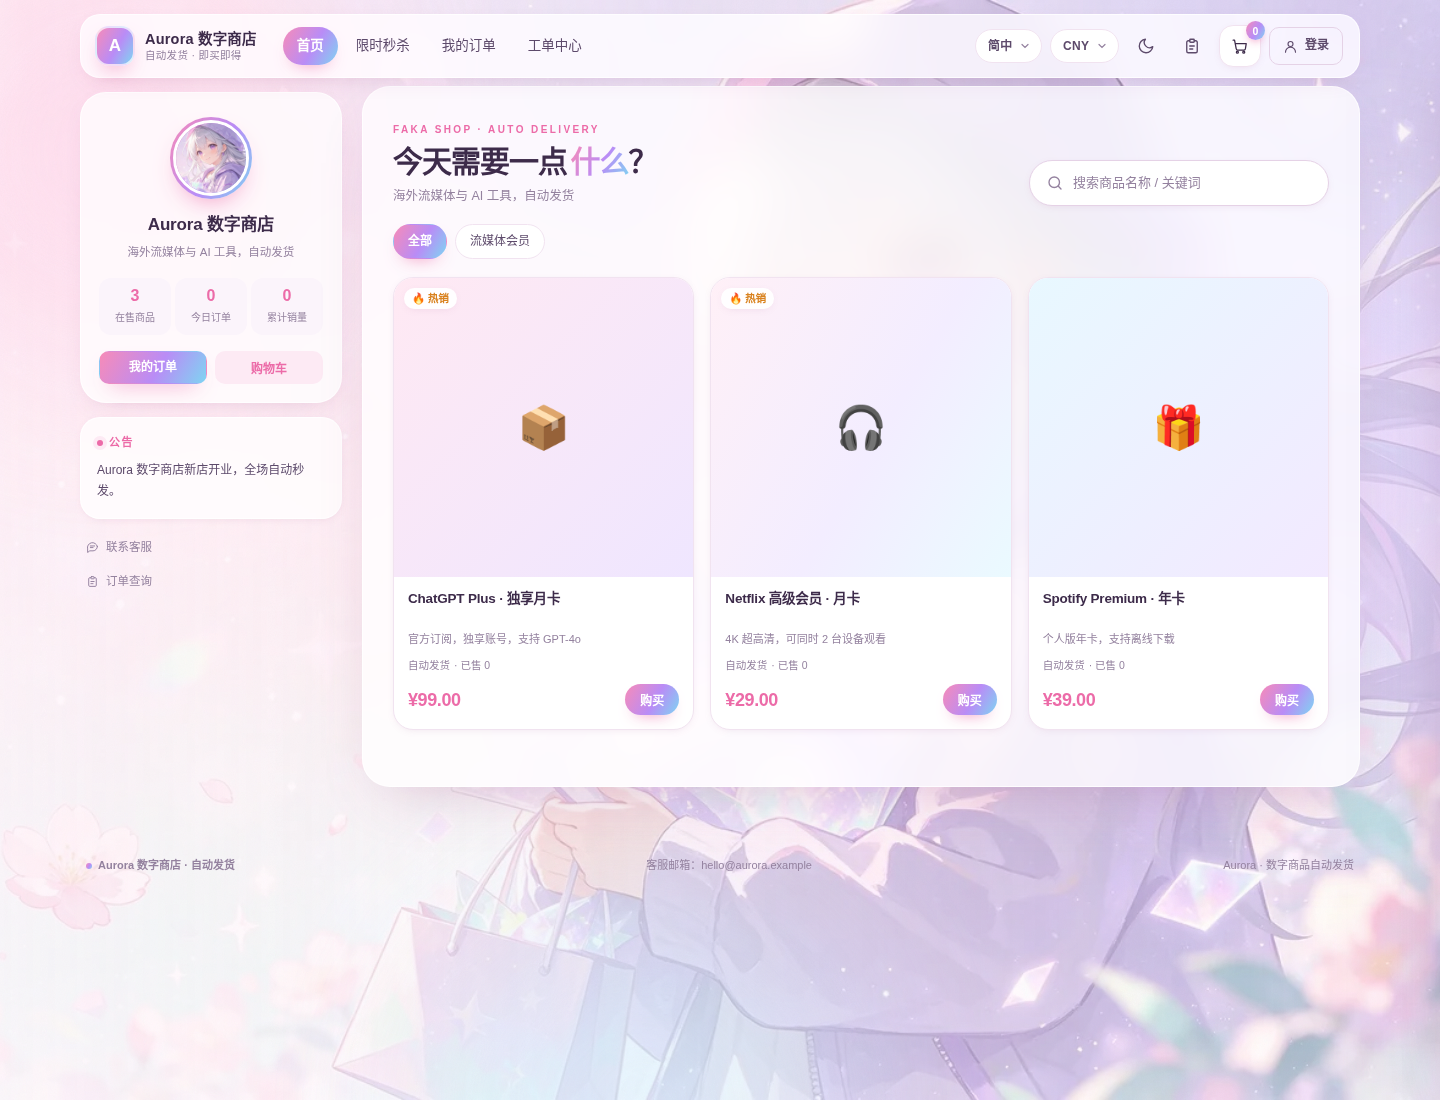 A
Aurora 数字商店
自动发货 · 即买即得
首页
限时秒杀
我的订单
工单中心
简中
CNY
0
登录
Aurora 数字商店
海外流媒体与 AI 工具，自动发货
3
在售商品
0
今日订单
0
累计销量
我的订单
购物车
公告
Aurora 数字商店新店开业，全场自动秒
发。
联系客服
订单查询
FAKA SHOP · AUTO DELIVERY
今天需要一点什么？
海外流媒体与 AI 工具，自动发货
搜索商品名称 / 关键词
全部
流媒体会员
🔥 热销
ChatGPT Plus · 独享月卡
官方订阅，独享账号，支持 GPT-4o
自动发货 · 已售 0
¥99.00
购买
🔥 热销
Netflix 高级会员 · 月卡
4K 超高清，可同时 2 台设备观看
自动发货 · 已售 0
¥29.00
购买
Spotify Premium · 年卡
个人版年卡，支持离线下载
自动发货 · 已售 0
¥39.00
购买
Aurora 数字商店 · 自动发货
客服邮箱：hello@aurora.example
Aurora · 数字商品自动发货